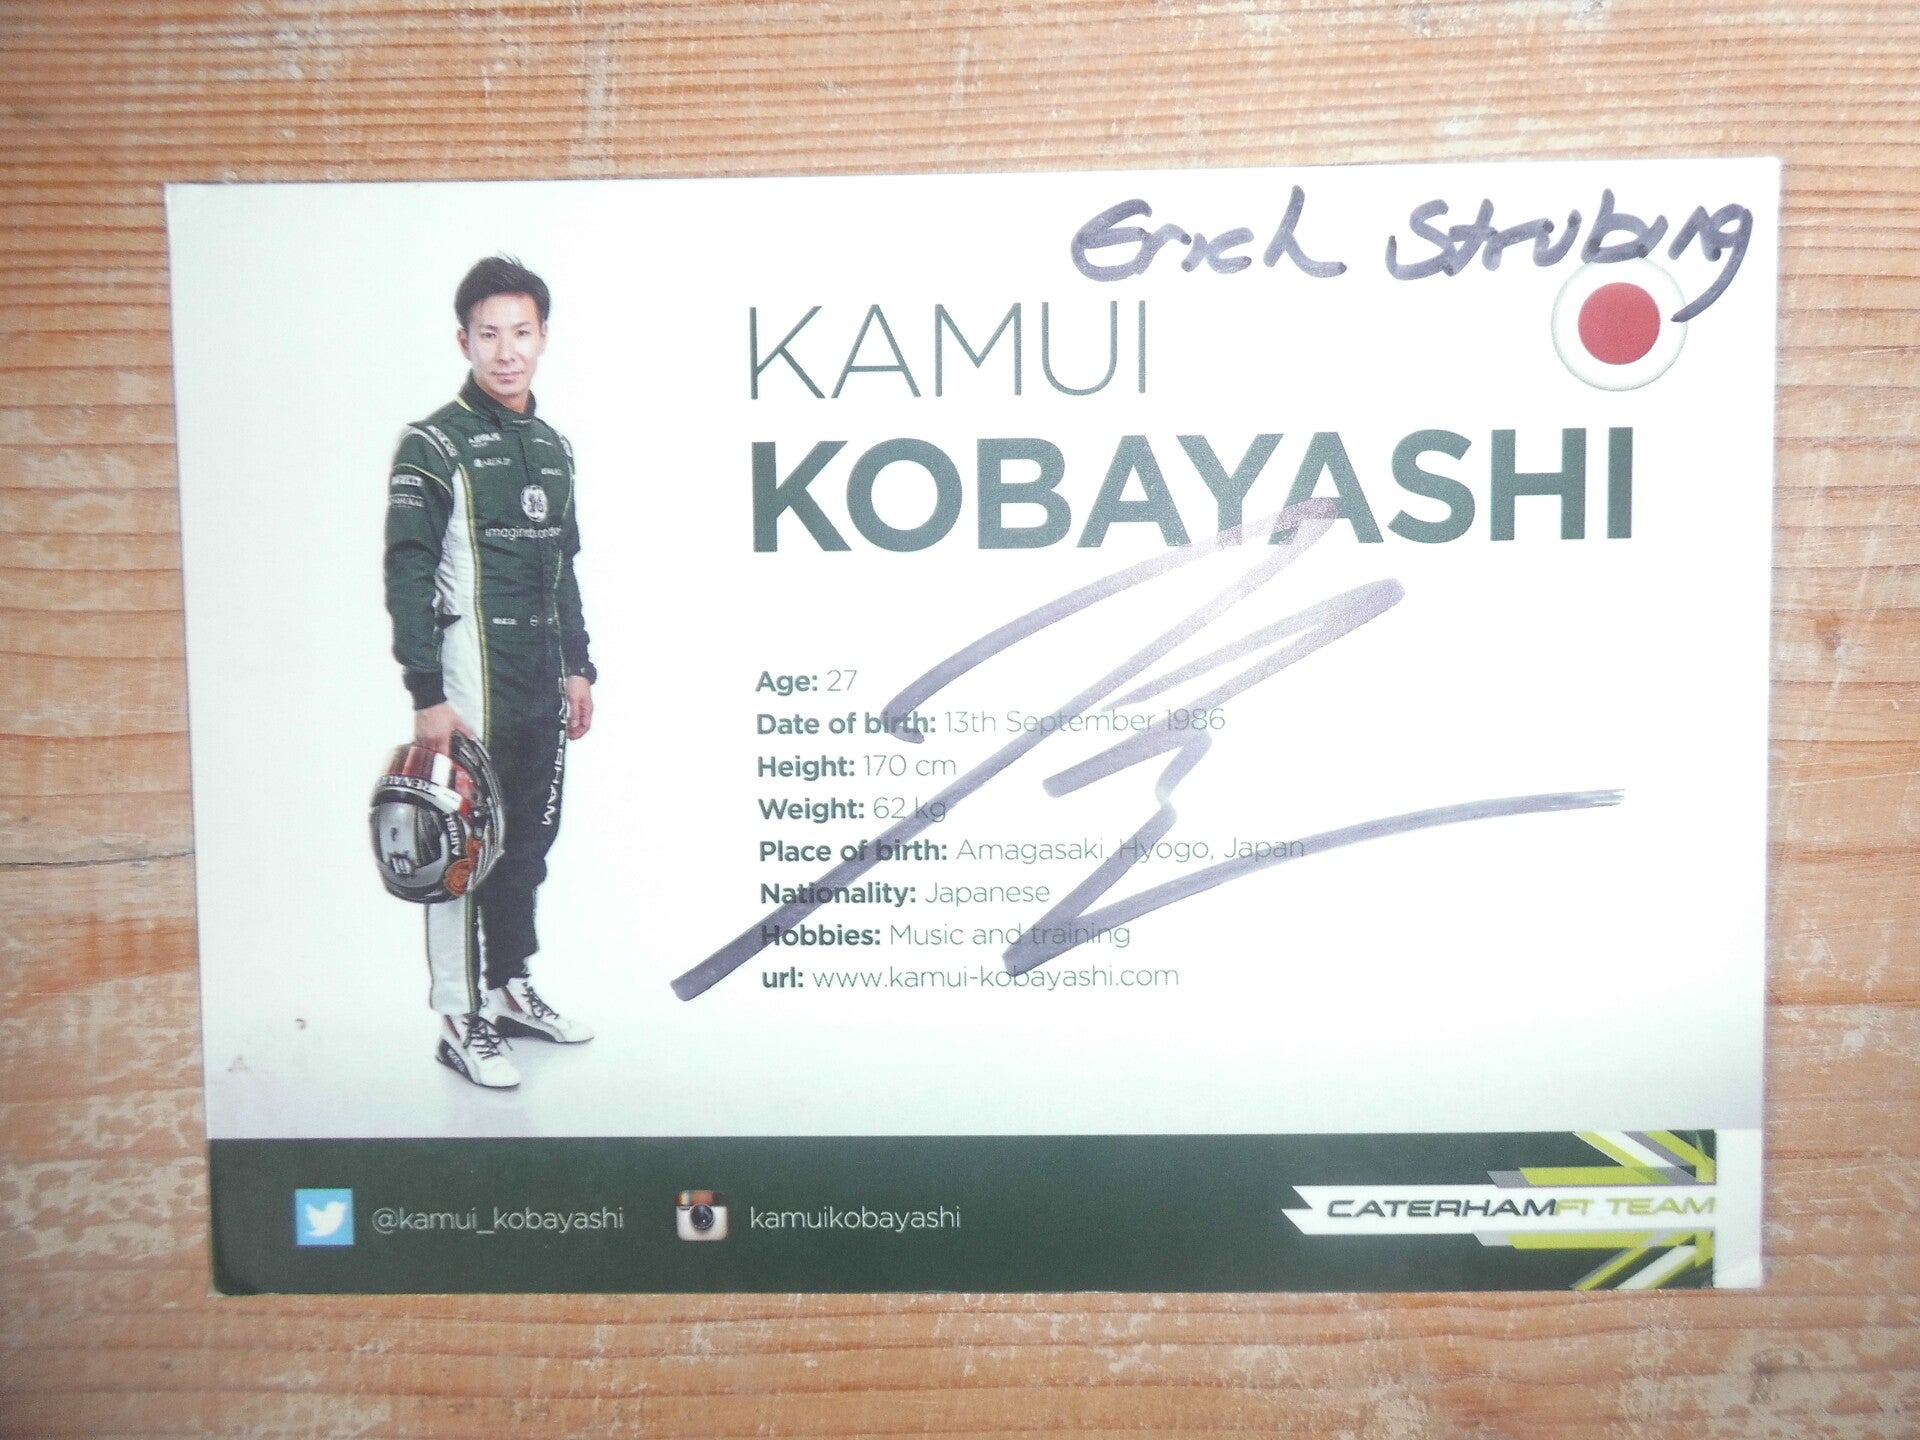 Erich Strubing
KAMUI
KOBAYASHI
Age: 27
Date of birth: 13th September 1986
Height: 170 cm
Weight: 62 kg
Place of birth: Amagasaki, Hyogo, Japan
Nationality: Japanese
Hobbies: Music and training
url: www.kamui-kobayashi.com
CATERHAM
@kamui_kobayashi
kamuikobayashi
CATERHAMF1 TEAM